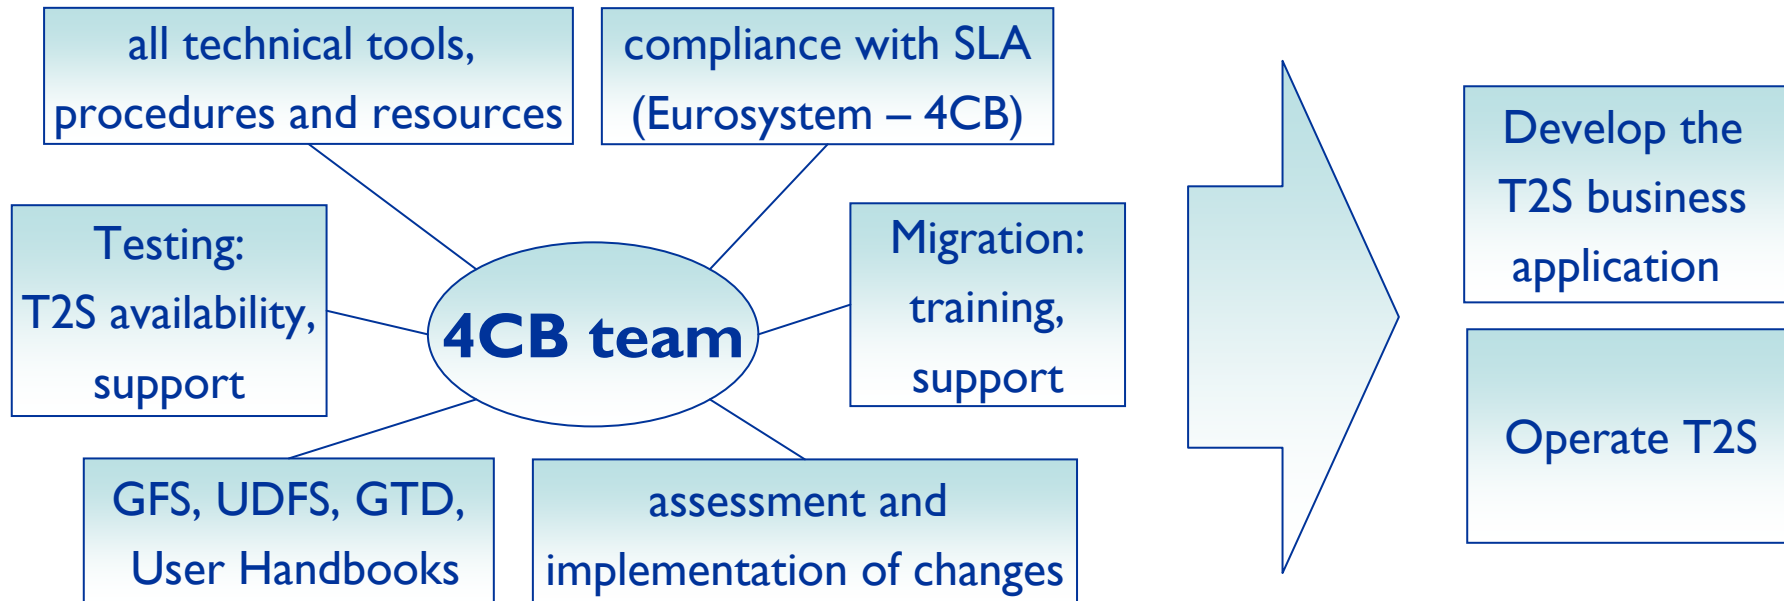 all technical tools,
procedures and resources
compliance with SLA
(Eurosystem – 4CB)
Testing:
T2S availability,
support
4CB team
Migration:
training,
support
GFS, UDFS, GTD,
User Handbooks
assessment and
implementation of changes
Develop the
T2S business
application
Operate T2S